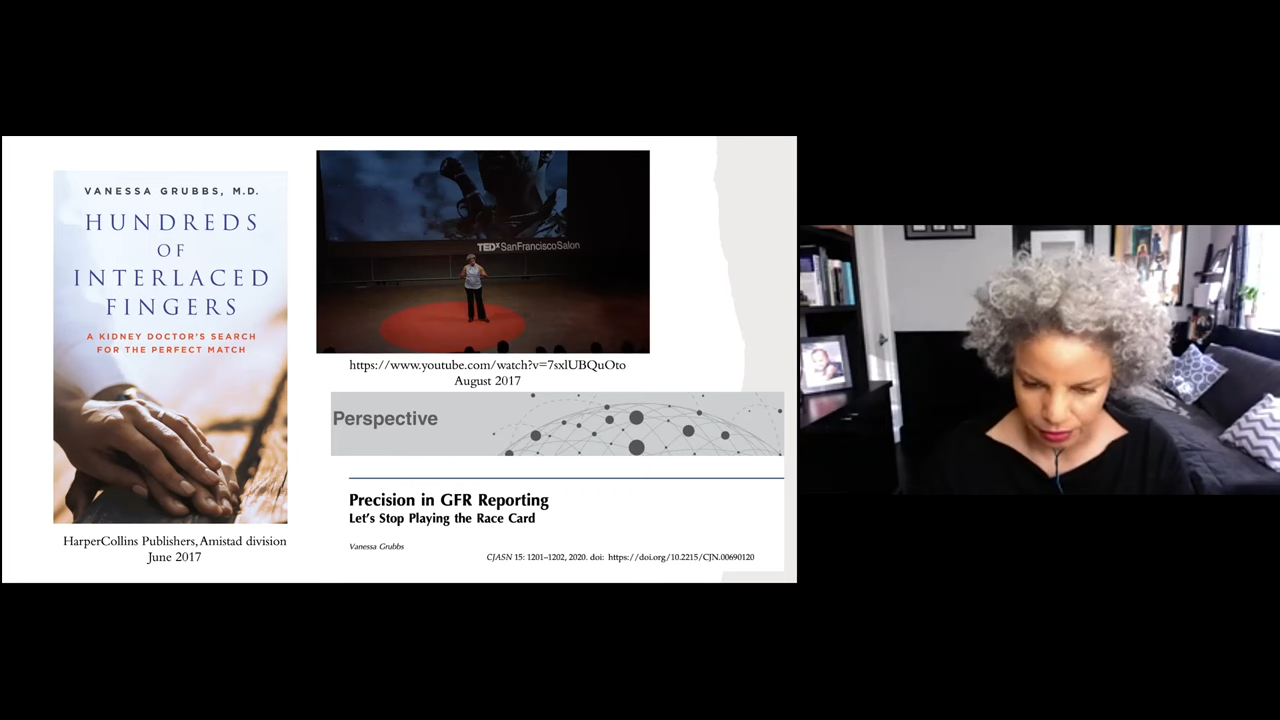 VANESSA GRUBBS, M.D.
HUNDREDS
OF
INTERLACED
FINGERS
A KIDNEY DOCTOR'S SEARCH
FOR THE PERFECT MATCH
HarperCollins Publishers, Amistad division
June 2017
TEDxSanFranciscoSalon
https://www.youtube.com/watch?v=7sxlUBQuOto
August 2017
Perspective
Precision in GFR Reporting
Let's Stop Playing the Race Card
Vanessa Grubbs
CJASN 15: 1201–1202, 2020. doi: https://doi.org/10.2215/CJN.00690120